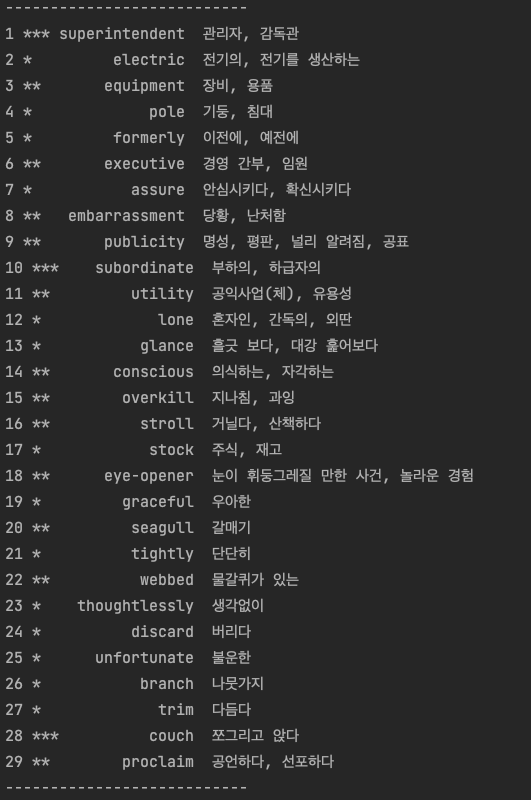 ---------------------------
1 *** superintendent 관리자, 감독관
2 * electric 전기의, 전기를 생산하는
3 ** equipment 장비, 용품
4 * pole 기둥, 침대
5 * formerly 이전에, 예전에
6 ** executive 경영 간부, 임원
7 * assure 안심시키다, 확신시키다
8 ** embarrassment 당황, 난처함
9 ** publicity 명성, 평판, 널리 알려짐, 공표
10 *** subordinate 부하의, 하급자의
11 ** utility 공익사업(체), 유용성
12 * lone 혼자인, 간독의, 외딴
13 * glance 흘긋 보다, 대강 훑어보다
14 ** conscious 의식하는, 자각하는
15 ** overkill 지나침, 과잉
16 ** stroll 거닐다, 산책하다
17 * stock 주식, 재고
18 ** eye-opener 눈이 휘둥그레질 만한 사건, 놀라운 경험
19 * graceful 우아한
20 ** seagull 갈매기
21 * tightly 단단히
22 ** webbed 물갈퀴가 있는
23 * thoughtlessly 생각없이
24 * discard 버리다
25 * unfortunate 불운한
26 * branch 나뭇가지
27 * trim 다듬다
28 *** couch 쪼그리고 앉다
29 ** proclaim 공언하다, 선포하다
---------------------------